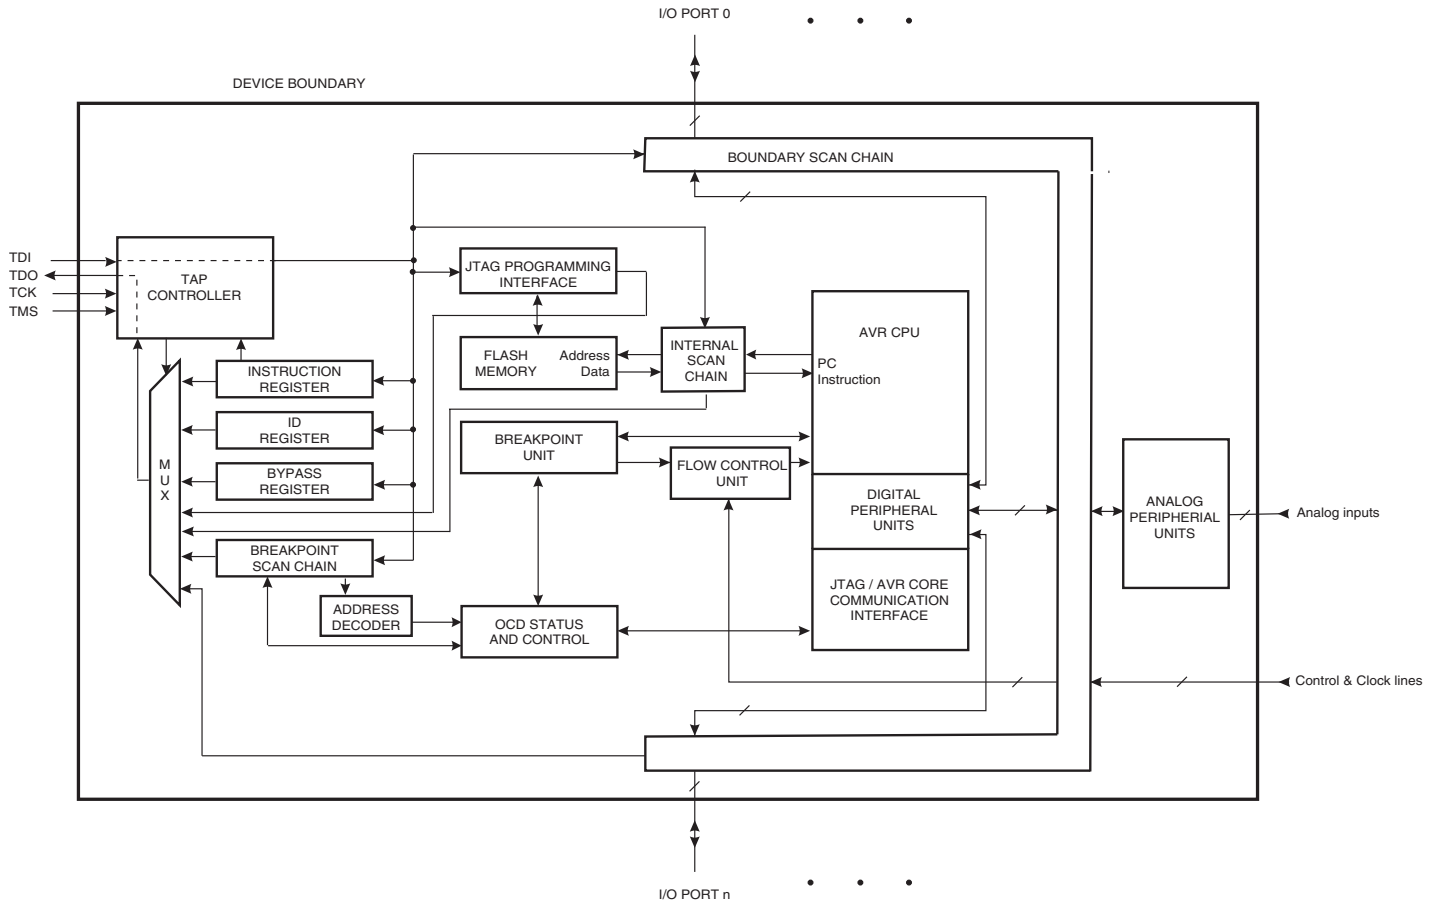 I/O PORT 0
DEVICE BOUNDARY
BOUNDARY SCAN CHAIN
TDI
TDO
TCK
TMS
TAP
CONTROLLER
JTAG PROGRAMMING
INTERFACE
AVR CPU
FLASH
MEMORY
Address
Data
INTERNAL
SCAN
CHAIN
PC
Instruction
INSTRUCTION
REGISTER
ID
REGISTER
M
U
X
BREAKPOINT
UNIT
FLOW CONTROL
UNIT
BYPASS
REGISTER
DIGITAL
PERIPHERAL
UNITS
ANALOG
PERIPHERIAL
UNITS
Analog inputs
BREAKPOINT
SCAN CHAIN
JTAG / AVR CORE
COMMUNICATION
INTERFACE
ADDRESS
DECODER
OCD STATUS
AND CONTROL
Control & Clock lines
I/O PORT n